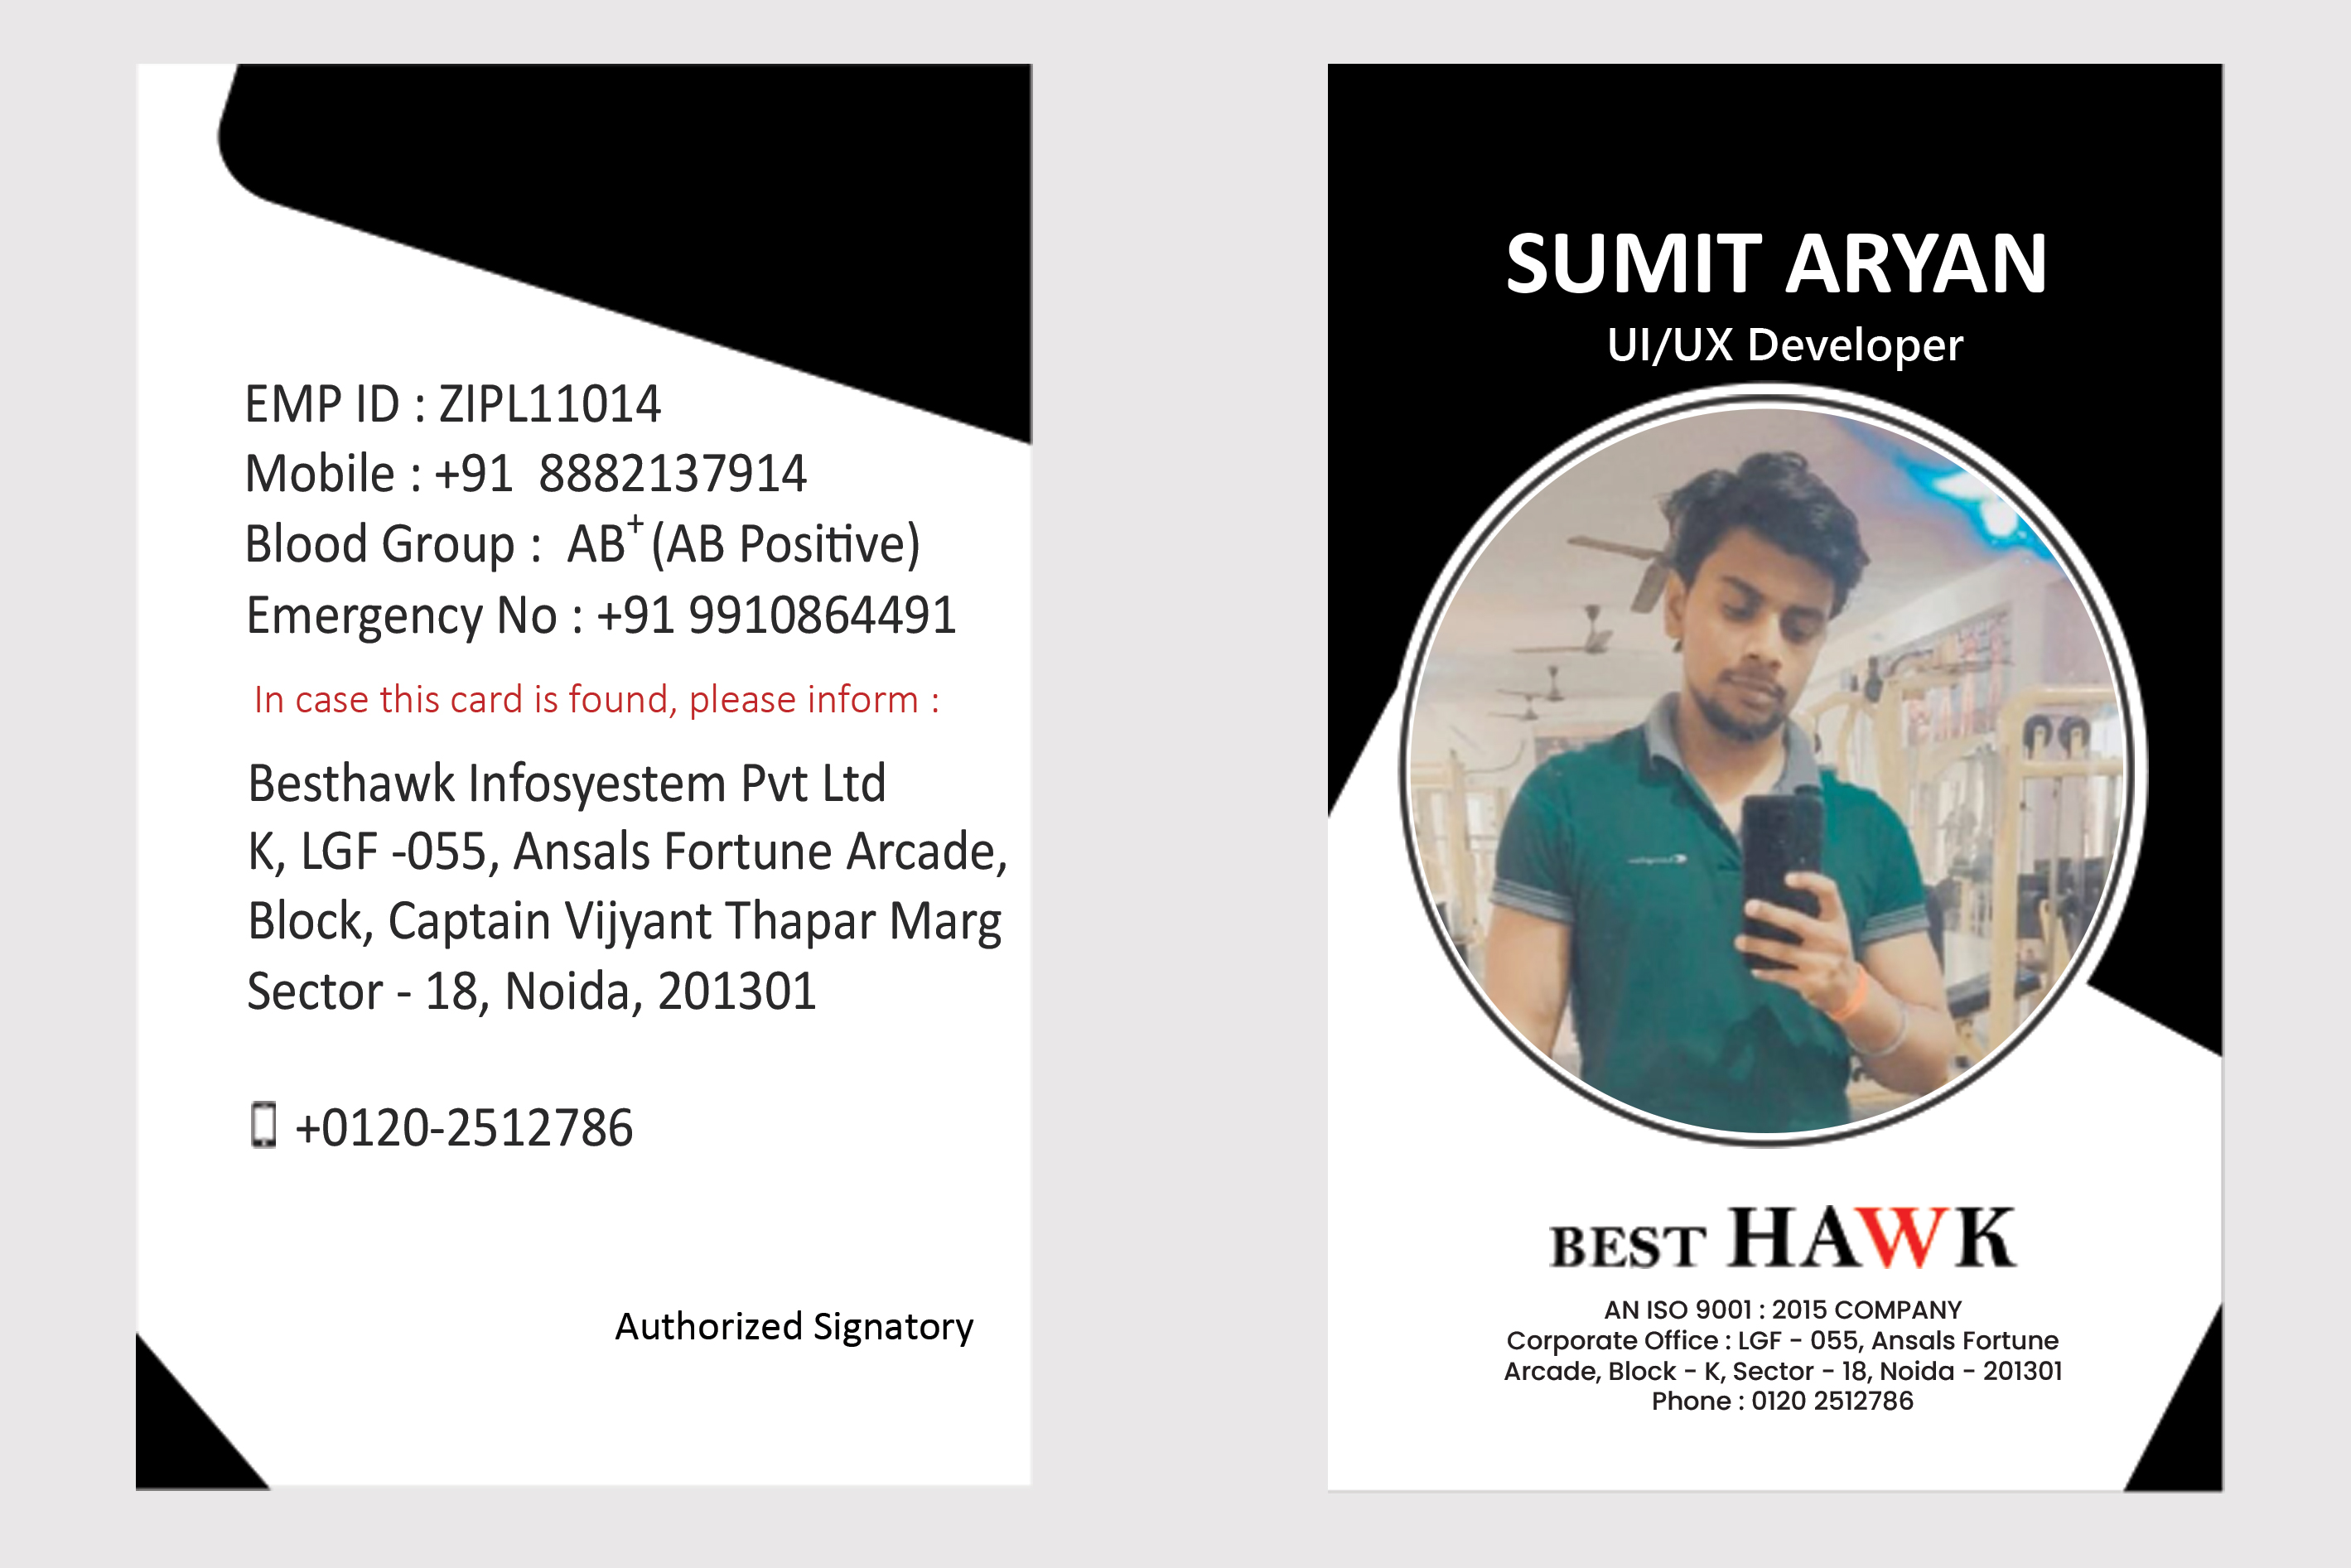 EMP ID : ZIPL11014
Mobile : +91 8882137914
Blood Group : AB+ (AB Positive)
Emergency No : +91 9910864491
In case this card is found, please inform :
Besthawk Infosyestem Pvt Ltd
K, LGF -055, Ansals Fortune Arcade,
Block, Captain Vijyant Thapar Marg
Sector - 18, Noida, 201301
+0120-2512786
Authorized Signatory
SUMIT ARYAN
UI/UX Developer
BEST HAWK
AN ISO 9001 : 2015 COMPANY
Corporate Office : LGF - 055, Ansals Fortune
Arcade, Block - K, Sector - 18, Noida - 201301
Phone : 0120 2512786